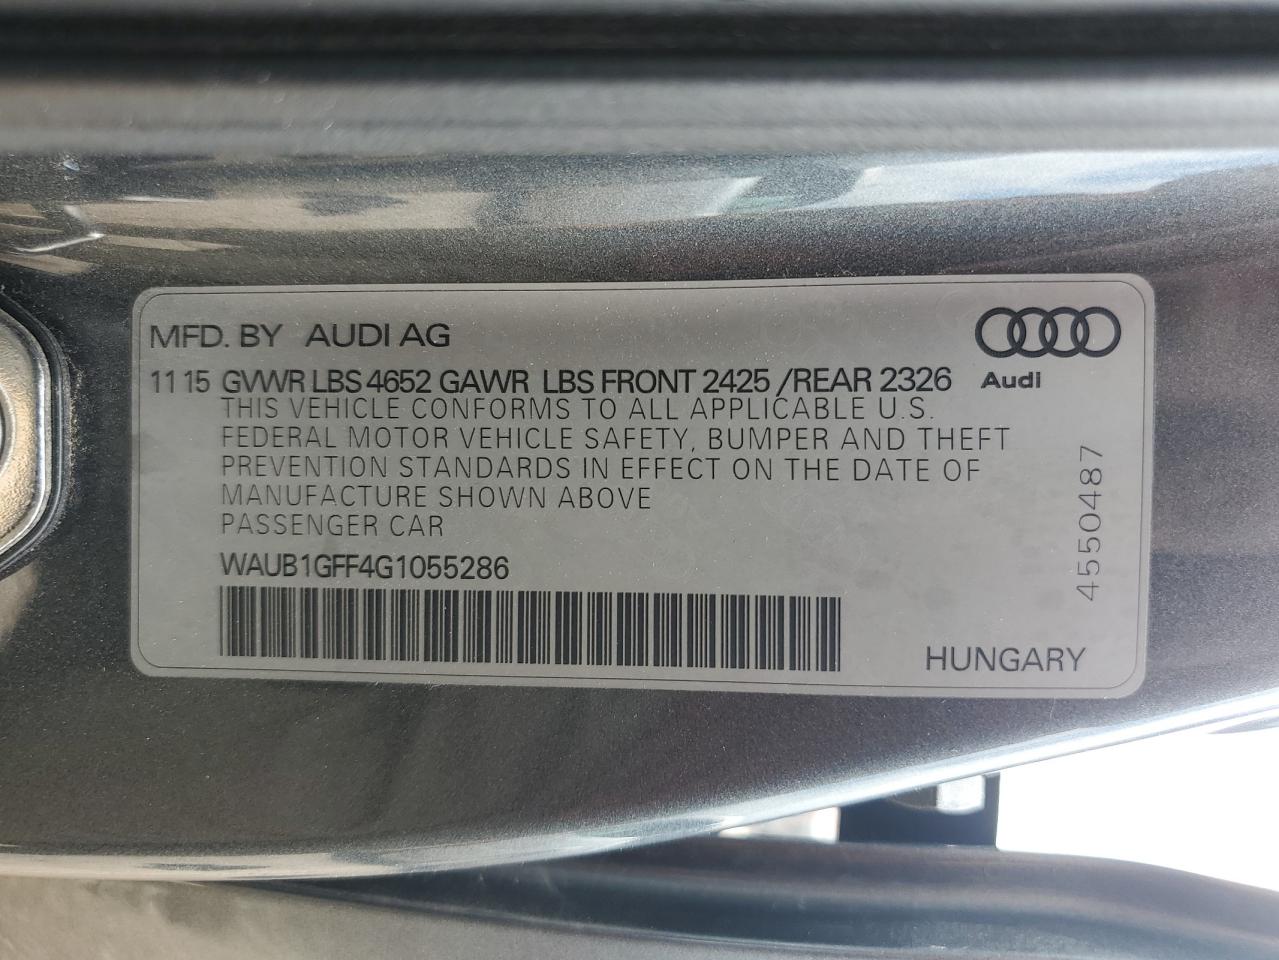 MFD. BY AUDI AG
11 15 GVWR LBS 4652 GAWR LBS FRONT 2425 /REAR 2326
Audi
THIS VEHICLE CONFORMS TO ALL APPLICABLE U.S.
FEDERAL MOTOR VEHICLE SAFETY, BUMPER AND THEFT
PREVENTION STANDARDS IN EFFECT ON THE DATE OF
MANUFACTURE SHOWN ABOVE
PASSENGER CAR
WAUB1GFF4G1055286
4550487
HUNGARY